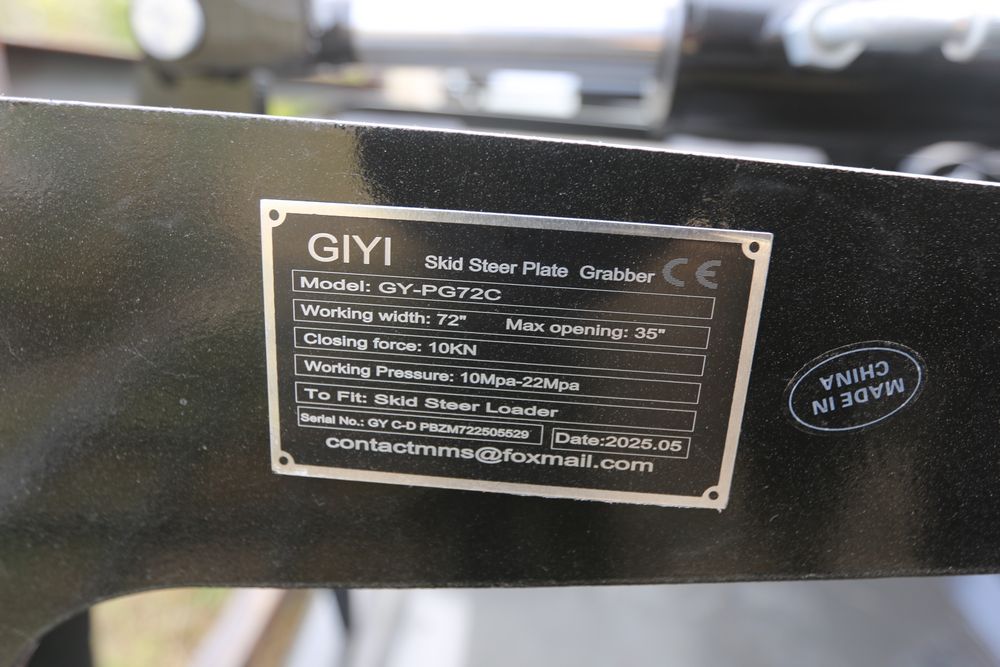 GIYI Skid Steer Plate Grabber CE
Model: GY-PG72C
Working width: 72" Max opening: 35"
Closing force: 10KN
Working Pressure: 10Mpa-22Mpa
To Fit: Skid Steer Loader
Serial No.: GY C-D PBZM722505529 Date:2025.05
contactmms@foxmail.com
MADE IN
CHINA